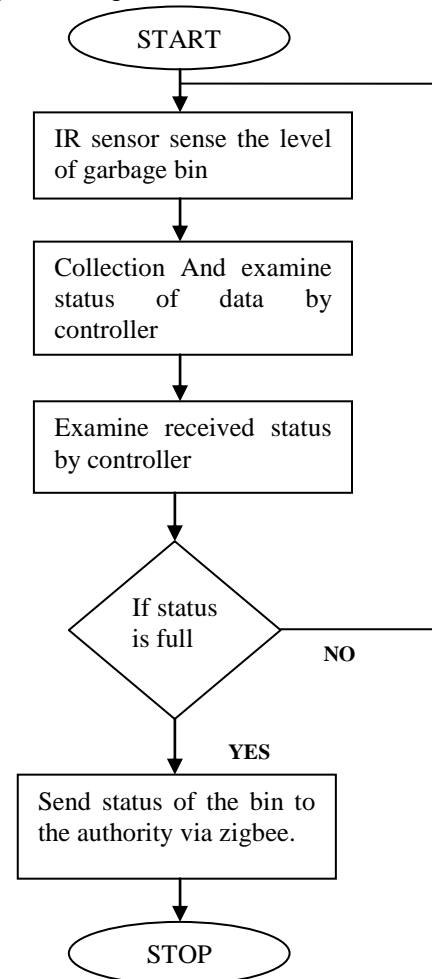 START
IR sensor sense the level
of garbage bin
Collection And examine
status of data by
controller
Examine received status
by controller
If status
is full
NO
YES
Send status of the bin to
the authority via zigbee.
STOP